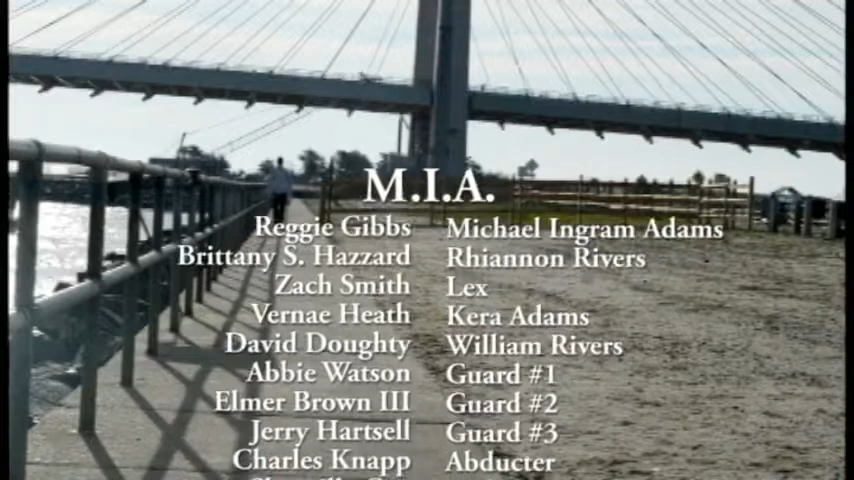 M.I.A.
Reggie Gibbs Michael Ingram Adams
Brittany S. Hazzard Rhiannon Rivers
Zach Smith Lex
Vernae Heath Kera Adams
David Doughty William Rivers
Abbie Watson Guard #1
Elmer Brown III Guard #2
Jerry Hartsell Guard #3
Charles Knapp Abducter